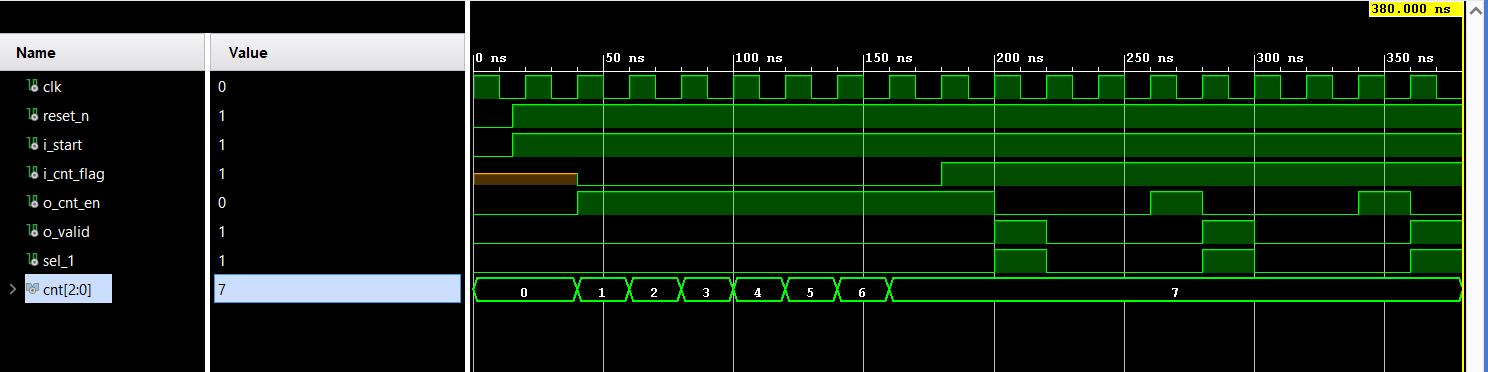 380.000 ns
Name Value
0 ns 50 ns 100 ns 150 ns 200 ns 250 ns 300 ns 350 ns
clk 0
reset_n 1
i_start 1
i_cnt_flag 1
o_cnt_en 0
o_valid 1
sel_1 1
cnt[2:0] 7 0 1 2 3 4 5 6 7